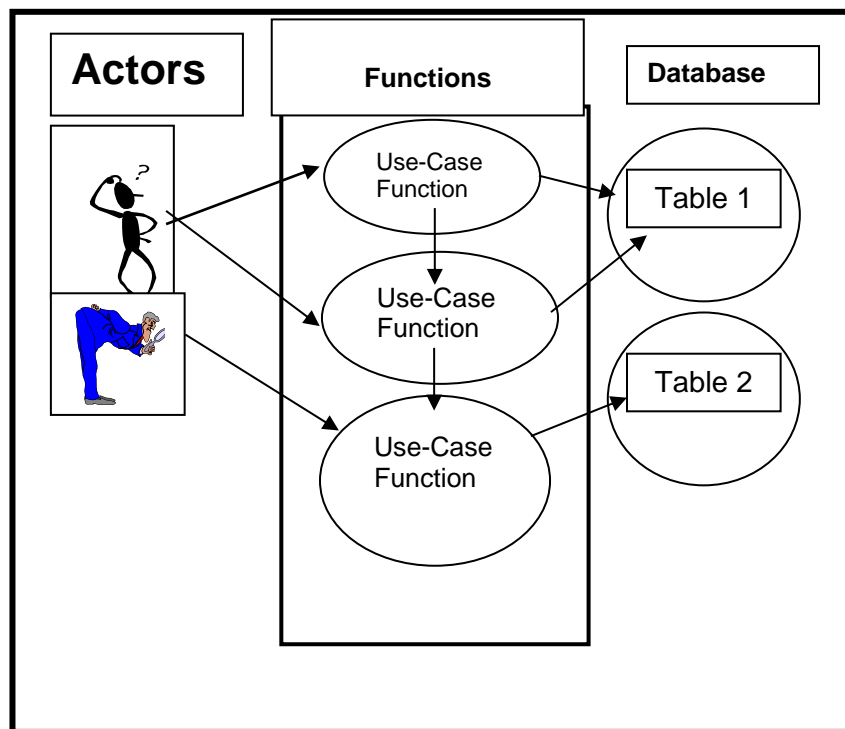 Actors
Functions
Database
?
Use-Case
Function
Table 1
Use-Case
Function
Table 2
Use-Case
Function